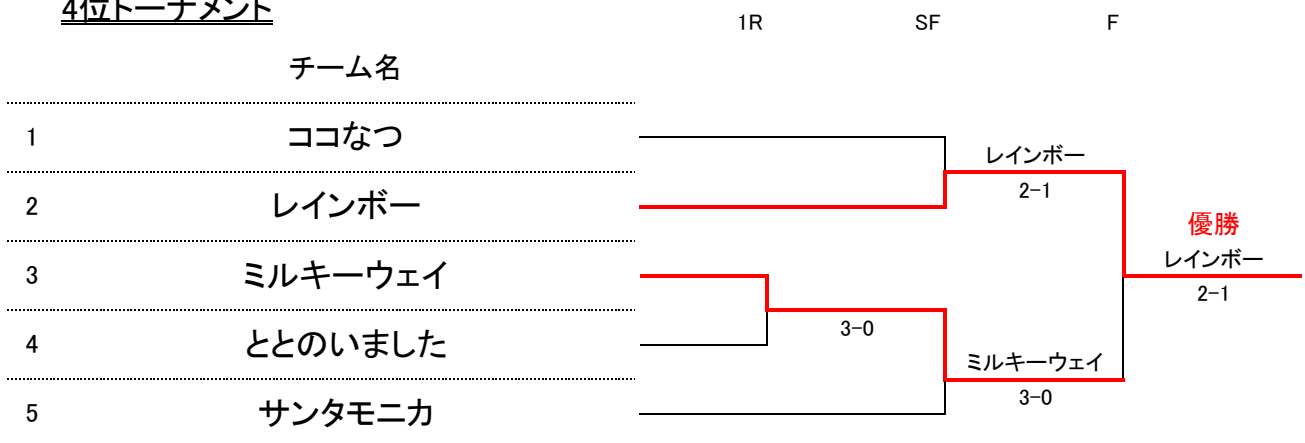 4位トーナメント
1R SF F
チーム名
1 ココなつ
レインボー
2 レインボー
2-1
優勝
レインボー
3 ミルキーウェイ
2-1
4 ととのいました
3-0
ミルキーウェイ
3-0
5 サンタモニカ